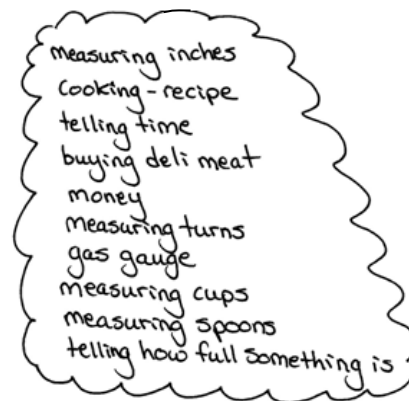 measuring inches
cooking - recipe
telling time
buying deli meat
money
measuring turns
gas gauge
measuring cups
measuring spoons
telling how full something is